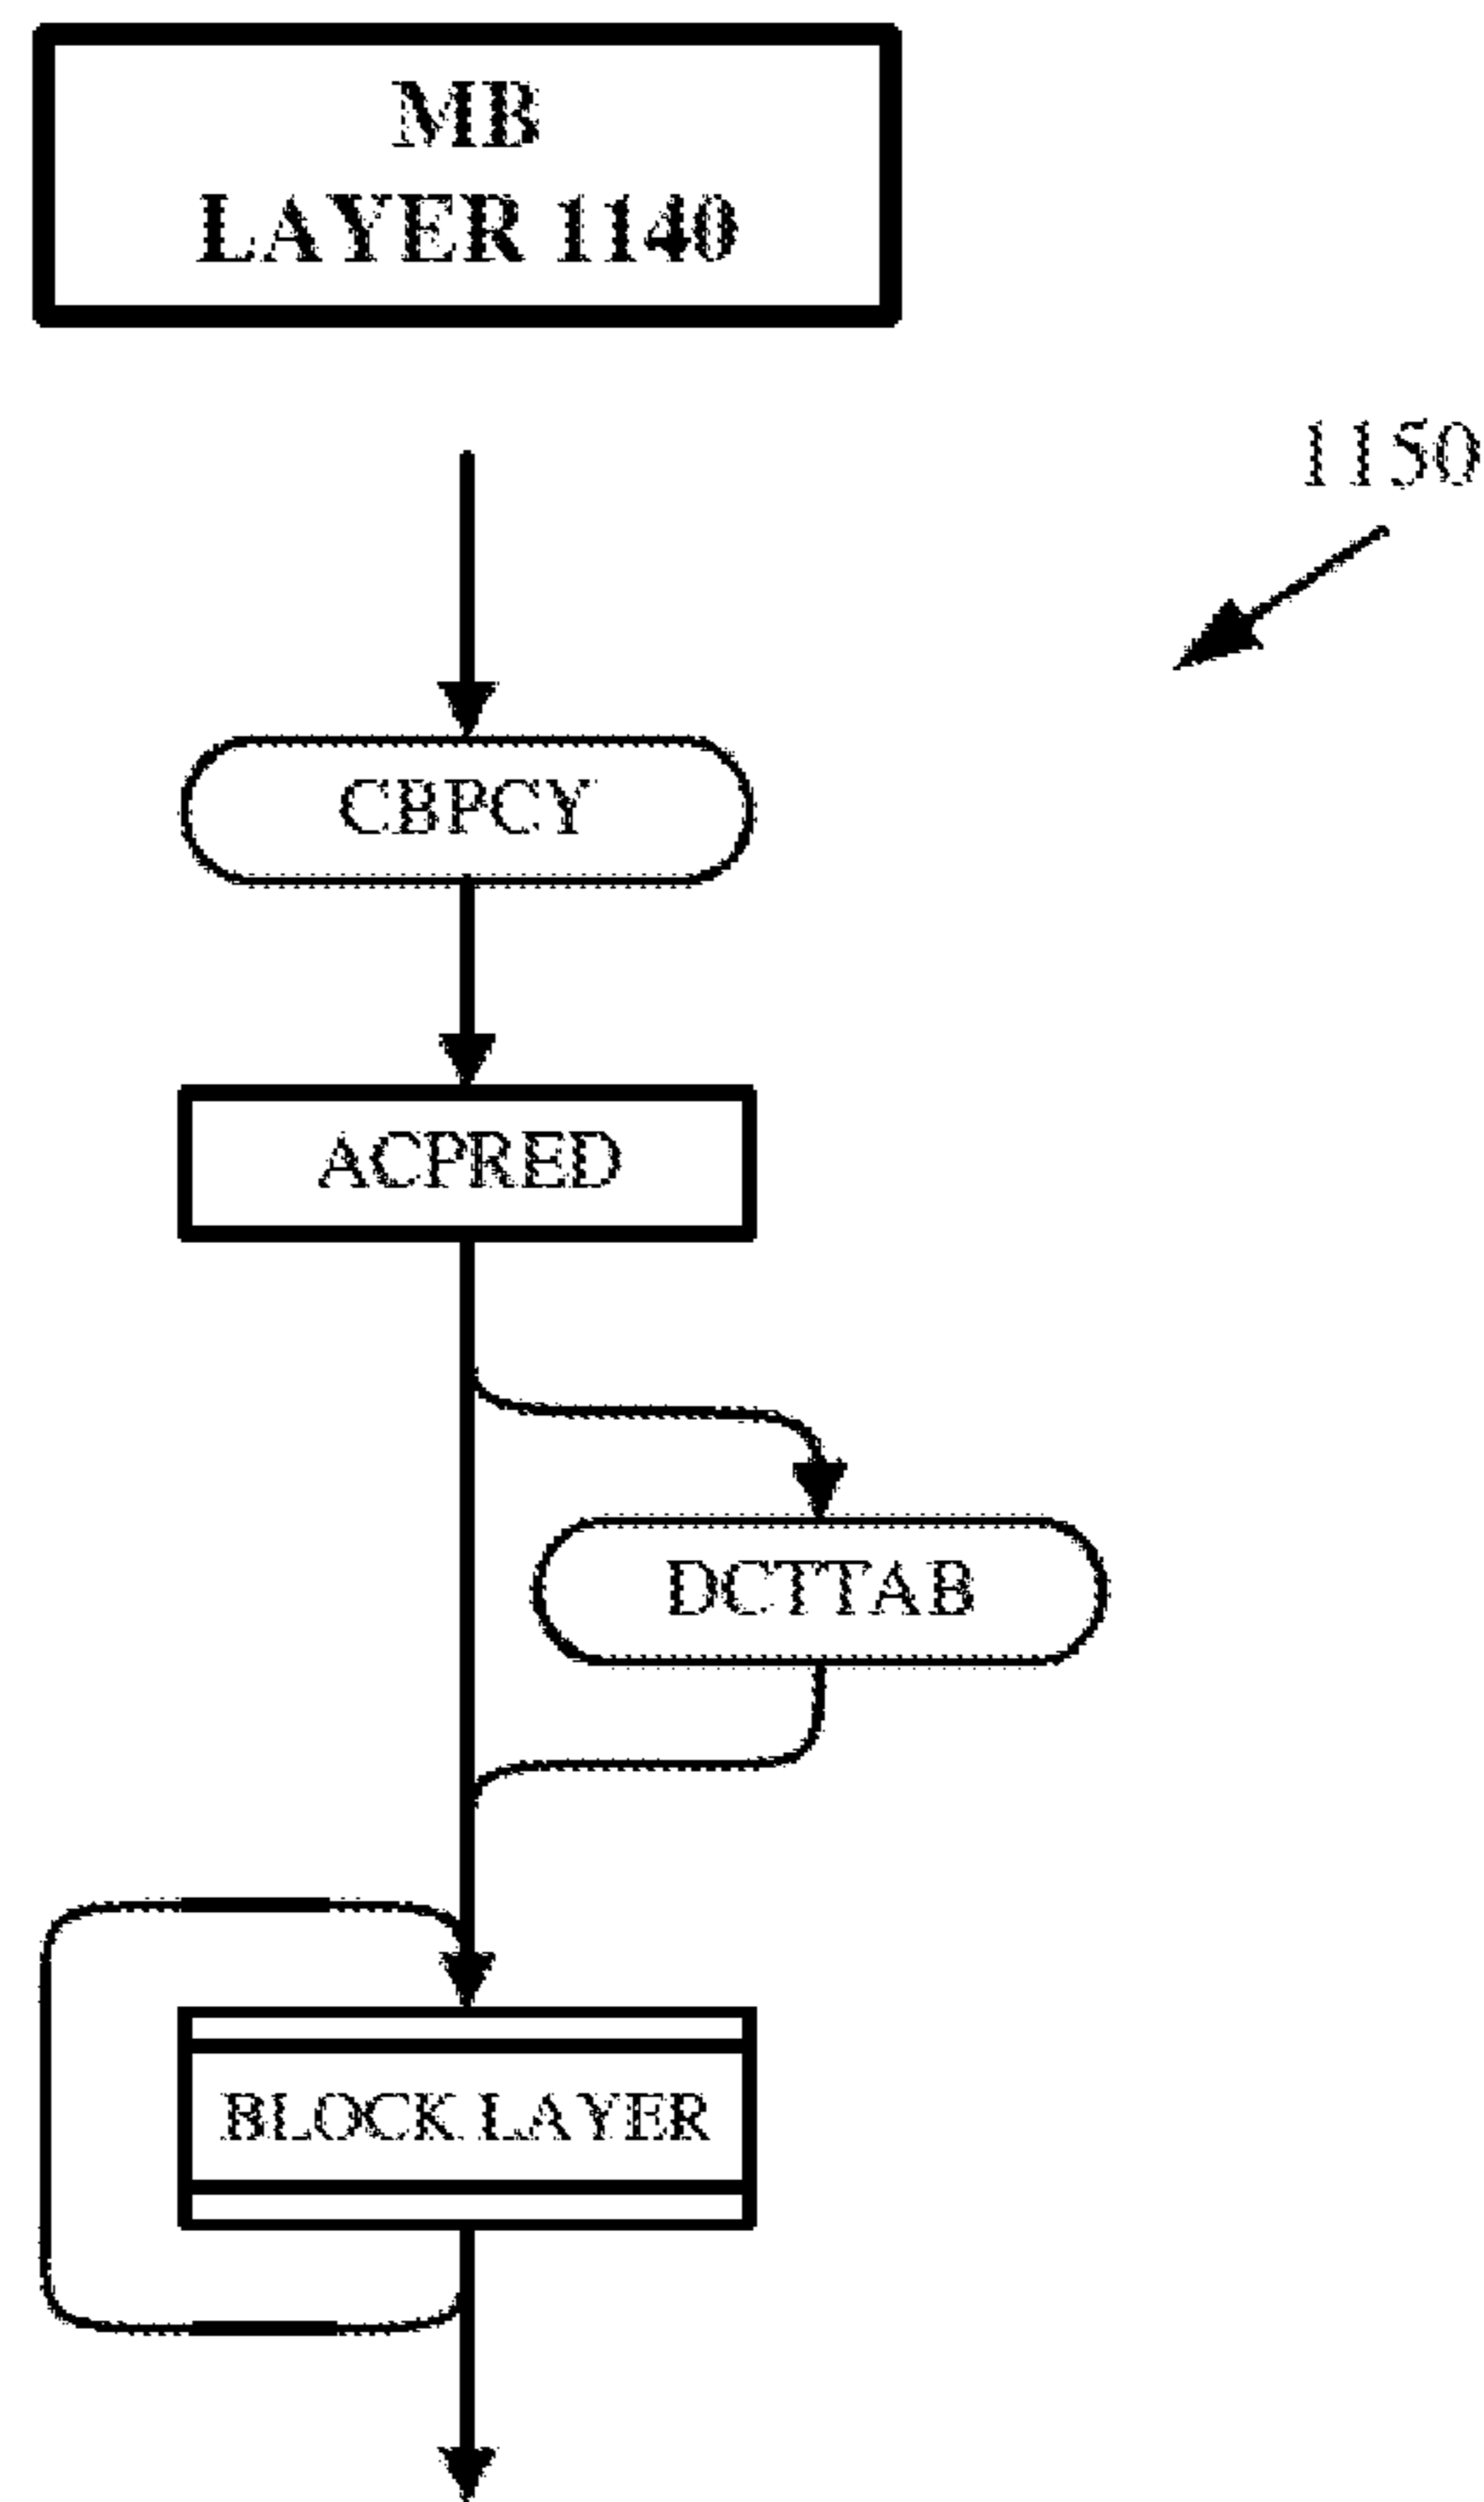 MB
LAYER 1140
1150
CBPCY
ACPRED
DCTTAB
BLOCK LAYER